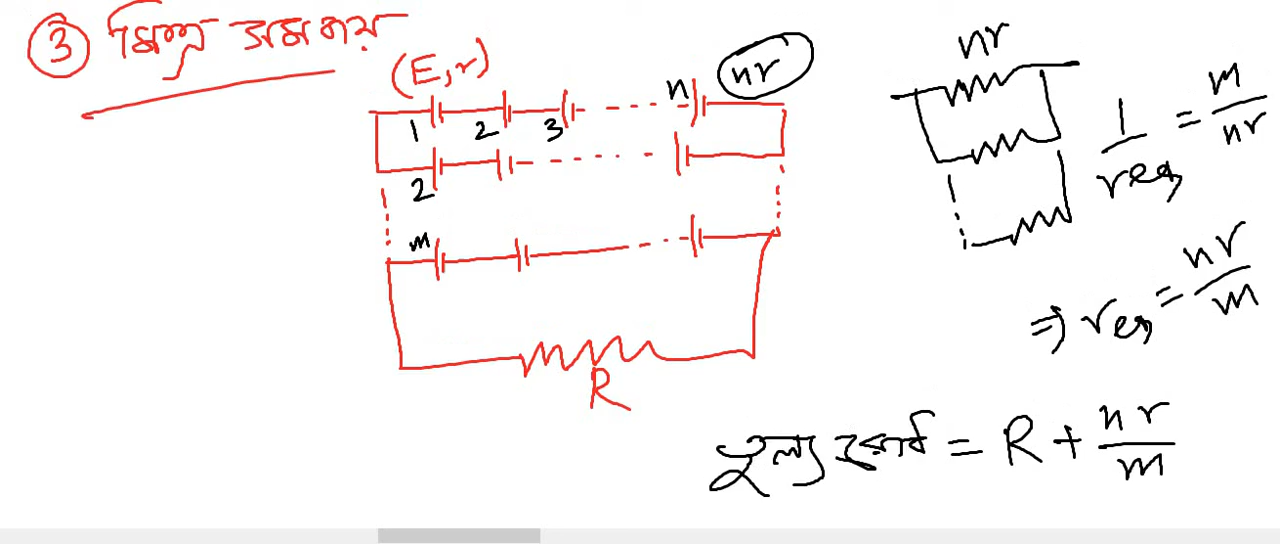 ③ মিশ্র সমবায়
(E, r)
n nr
1 2 3
2
m
R
nr
1/req = m/nr
⇒ req = nr/m
তুল্য রোধ = R + nr/m